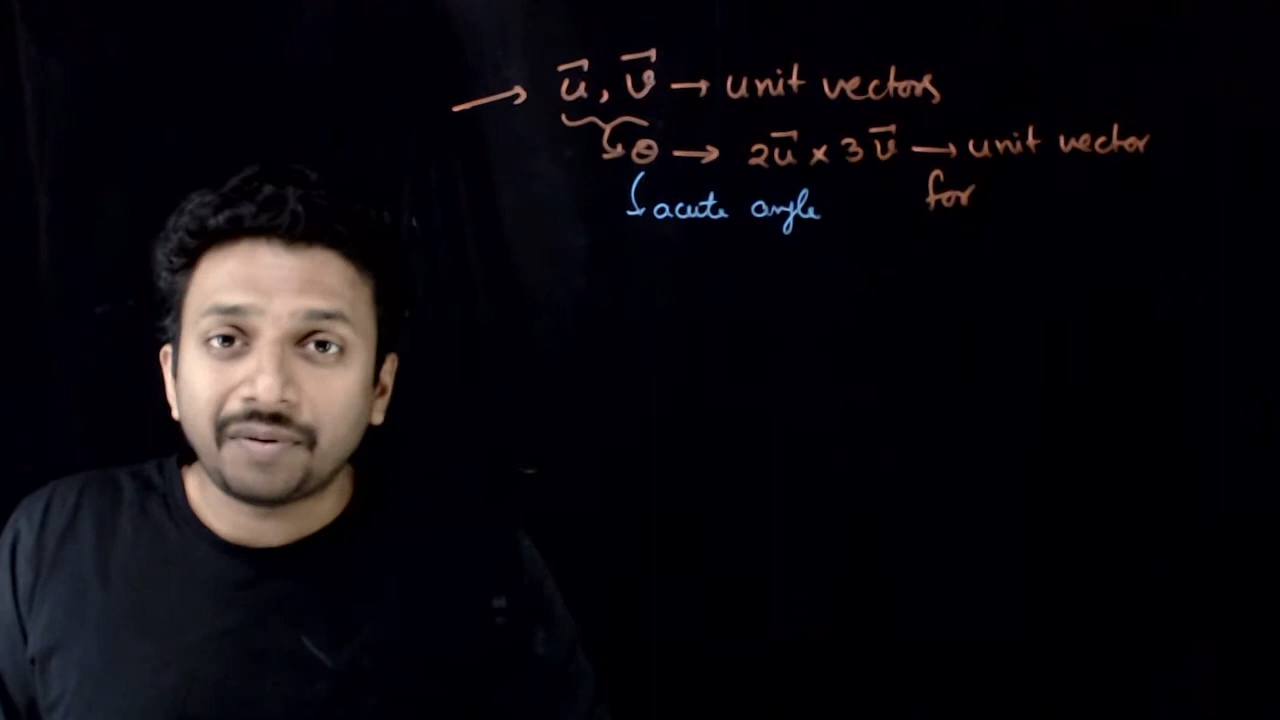 → u⃗, v⃗ → unit vectors
θ → 2u⃗ × 3v⃗ → unit vector
↳ acute angle for